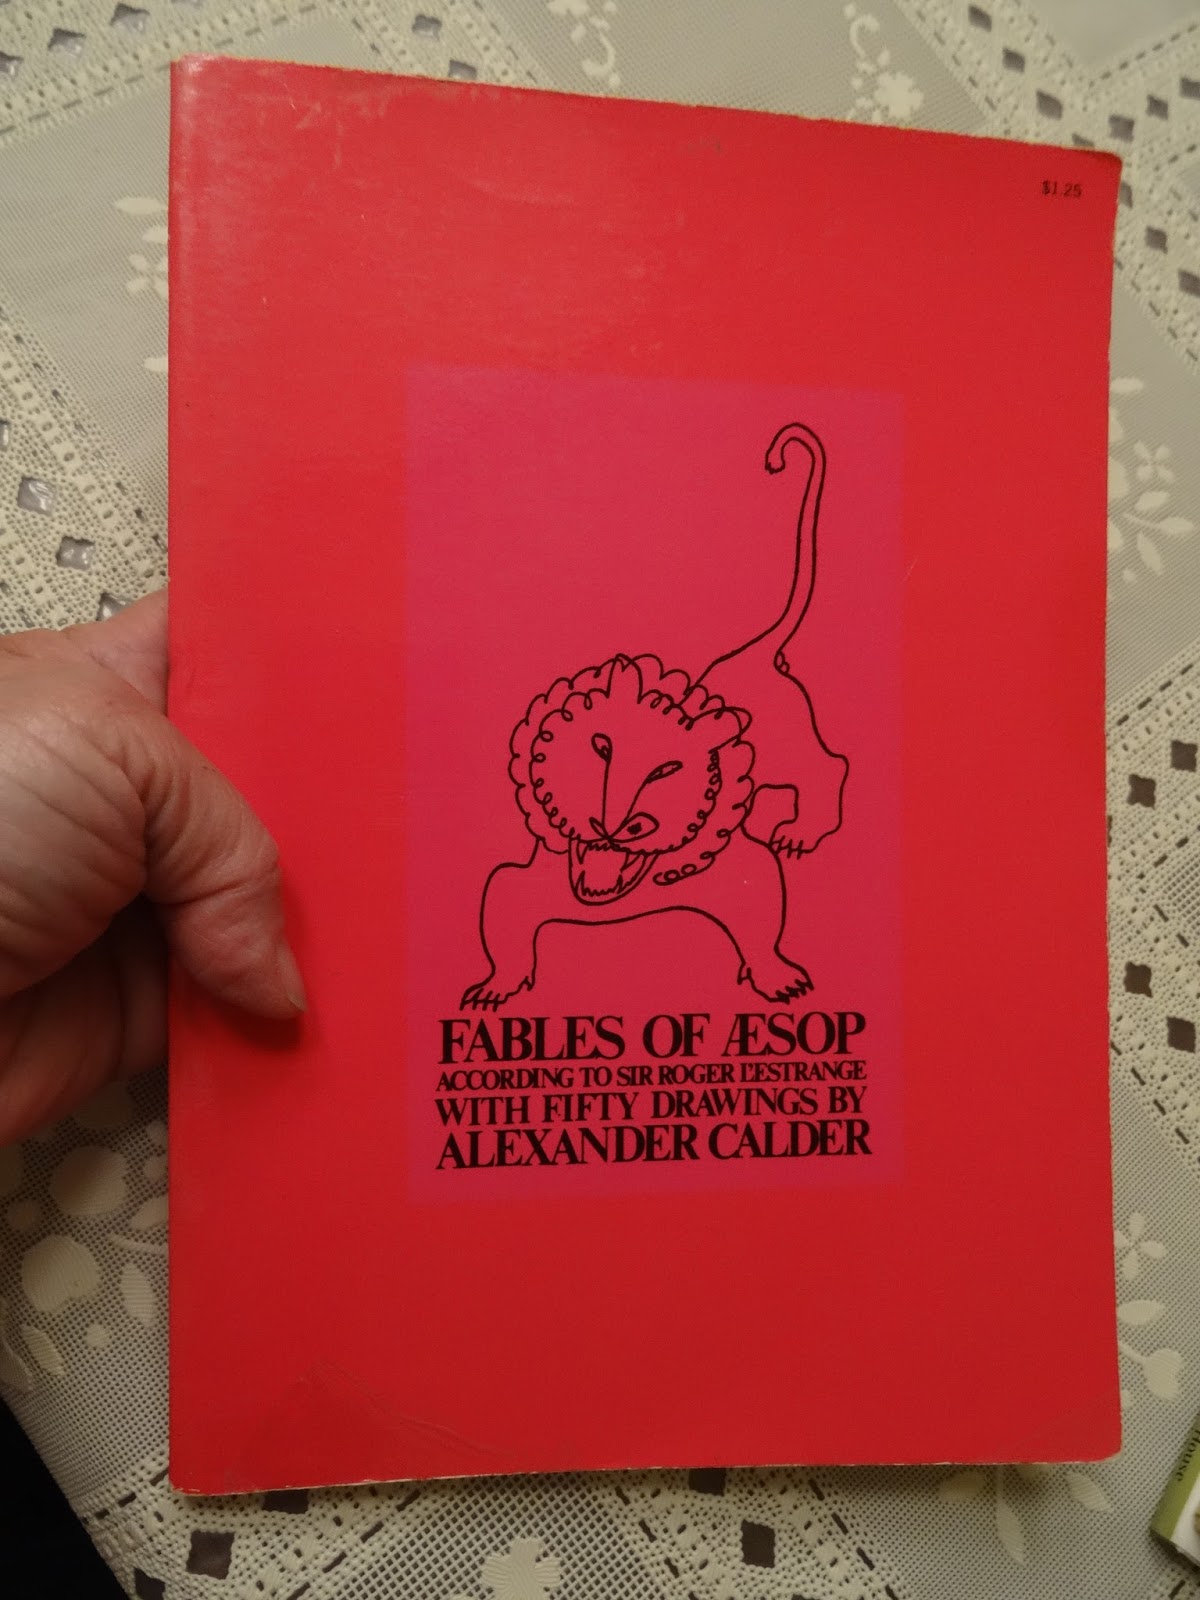 $1.25
FABLES OF ÆSOP
ACCORDING TO SIR ROGER L'ESTRANGE
WITH FIFTY DRAWINGS BY
ALEXANDER CALDER